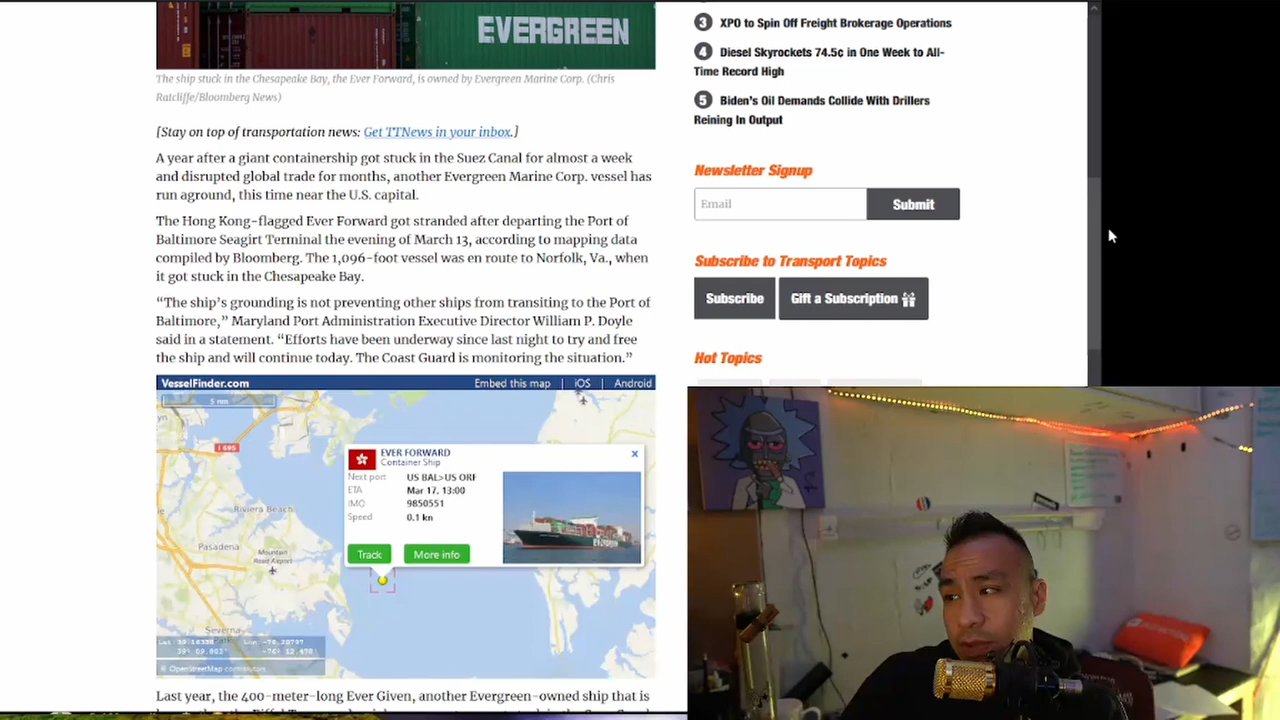 EVERGREEN
The ship stuck in the Chesapeake Bay, the Ever Forward, is owned by Evergreen Marine Corp. (Chris
Ratcliffe/Bloomberg News)
[Stay on top of transportation news: Get TTNews in your inbox.]
A year after a giant containership got stuck in the Suez Canal for almost a week
and disrupted global trade for months, another Evergreen Marine Corp. vessel has
run aground, this time near the U.S. capital.
The Hong Kong-flagged Ever Forward got stranded after departing the Port of
Baltimore Seagirt Terminal the evening of March 13, according to mapping data
compiled by Bloomberg. The 1,096-foot vessel was en route to Norfolk, Va., when
it got stuck in the Chesapeake Bay.
“The ship’s grounding is not preventing other ships from transiting to the Port of
Baltimore,” Maryland Port Administration Executive Director William P. Doyle
said in a statement. “Efforts have been underway since last night to try and free
the ship and will continue today. The Coast Guard is monitoring the situation.”
VesselFinder.com Embed this map | iOS | Android
5 nm
I 695
EVER FORWARD
Container Ship
Next port US BAL>US ORF
ETA Mar 17, 13:00
IMO 9850551
Speed 0.1 kn
Track More info
EVERGREEN
Riviera Beach
Pasadena
Mountain
Road Airport
Severna
Park
© OpenStreetMap contributors
Last year, the 400-meter-long Ever Given, another Evergreen-owned ship that is
3 XPO to Spin Off Freight Brokerage Operations
4 Diesel Skyrockets 74.5¢ in One Week to All-
Time Record High
5 Biden’s Oil Demands Collide With Drillers
Reining In Output
Newsletter Signup
Email Submit
Subscribe to Transport Topics
Subscribe Gift a Subscription
Hot Topics